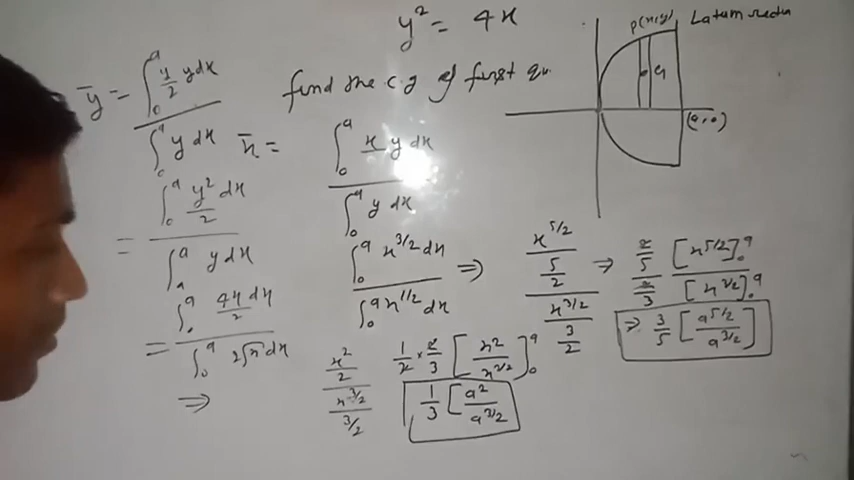 y² = 4x
P(x,y) Latum rectu
find the c.g of first qu.
G
(a,0)
ȳ = ∫₀ᵃ y/2 y dx / ∫₀ᵃ y dx
= ∫₀ᵃ y²/2 dx / ∫ₐᵃ y dx
= ∫₀ᵃ 4x/2 dx / ∫₀ᵃ 2√x dx
⇒ x²/2 / x^3/2 / 3/2
1/2 × 2/3 [x²/x^3/2]₀ᵃ
1/3 [a²/a^3/2]
x̄ = ∫₀ᵃ x y dx / ∫₀ᵃ y dx
∫₀ᵃ x^3/2 dx / ∫₀ᵃ x^1/2 dx ⇒ x^5/2 / 5/2 / x^3/2 / 3/2 ⇒ 2/5 [x^5/2]₀ᵃ / 2/3 [x^3/2]₀ᵃ
⇒ 3/5 [a^5/2 / a^3/2]